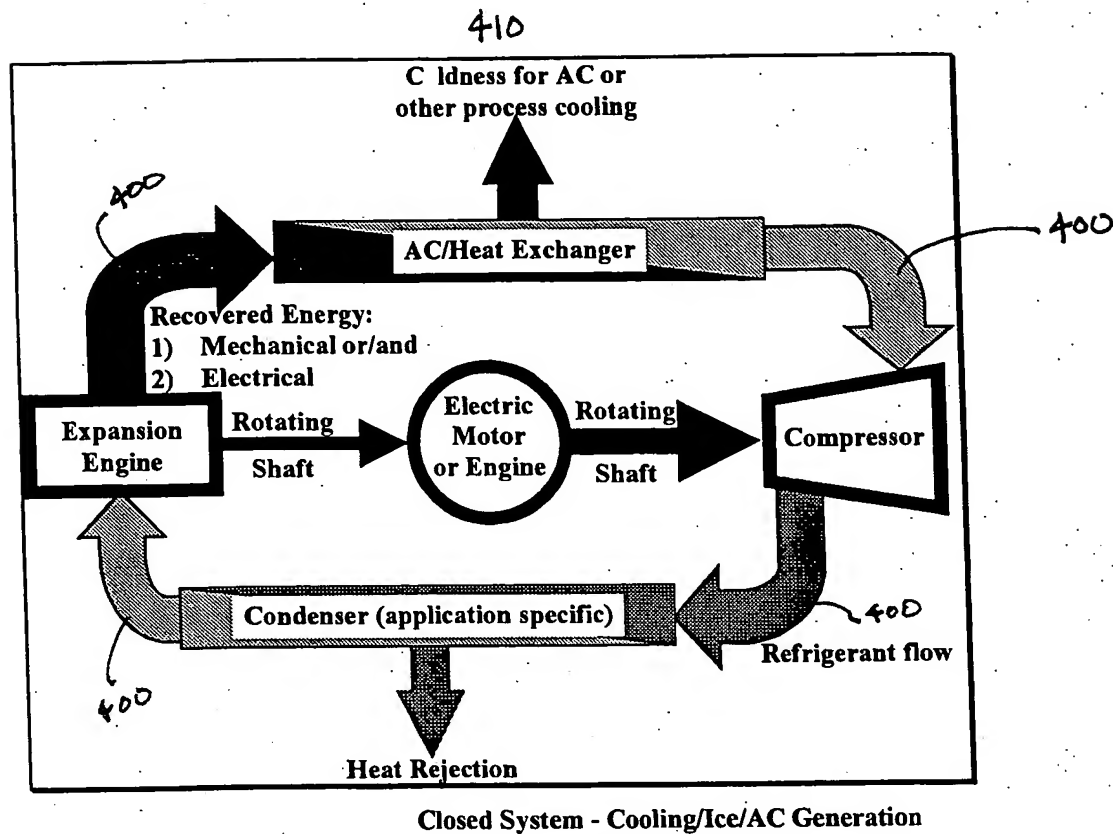 410
C ldness for AC or
other process cooling
400
AC/Heat Exchanger
400
Recovered Energy:
1) Mechanical or/and
2) Electrical
Expansion
Engine
Rotating
Shaft
Electric
Motor
or Engine
Rotating
Shaft
Compressor
Condenser (application specific)
400
Refrigerant flow
400
Heat Rejection
Closed System - Cooling/Ice/AC Generation